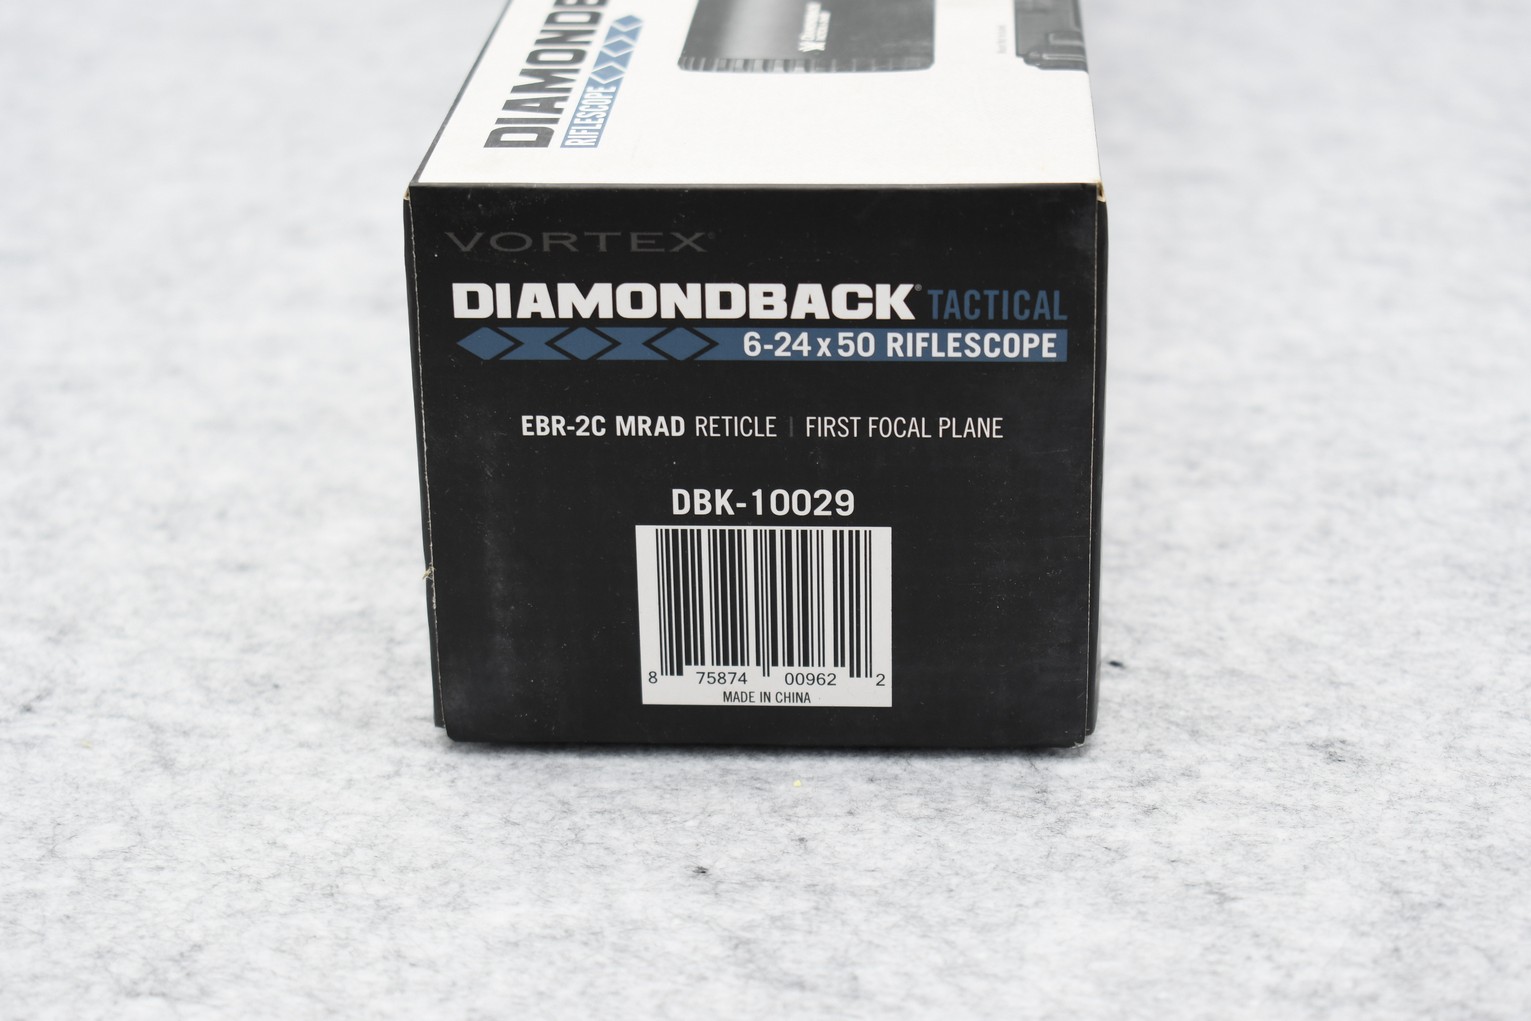 DIAMONDB
RIFLESCOPE
VORTEX®
DIAMONDBACK® TACTICAL
6-24x50 RIFLESCOPE
EBR-2C MRAD RETICLE | FIRST FOCAL PLANE
DBK-10029
8 75874 00962 2
MADE IN CHINA